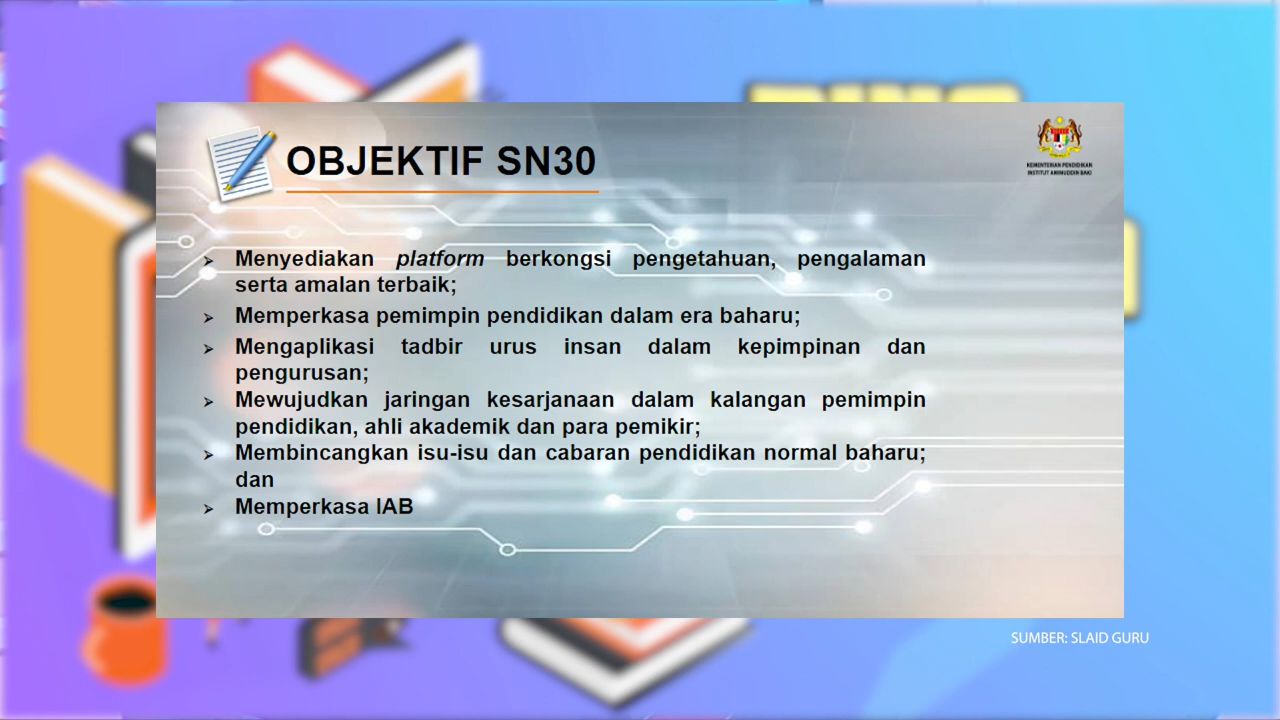 OBJEKTIF SN30
KEMENTERIAN PENDIDIKAN
INSTITUT AMINUDDIN BAKI
➢ Menyediakan platform berkongsi pengetahuan, pengalaman
serta amalan terbaik;
➢ Memperkasa pemimpin pendidikan dalam era baharu;
➢ Mengaplikasi tadbir urus insan dalam kepimpinan dan
pengurusan;
➢ Mewujudkan jaringan kesarjanaan dalam kalangan pemimpin
pendidikan, ahli akademik dan para pemikir;
➢ Membincangkan isu-isu dan cabaran pendidikan normal baharu;
dan
➢ Memperkasa IAB
SUMBER: SLAID GURU